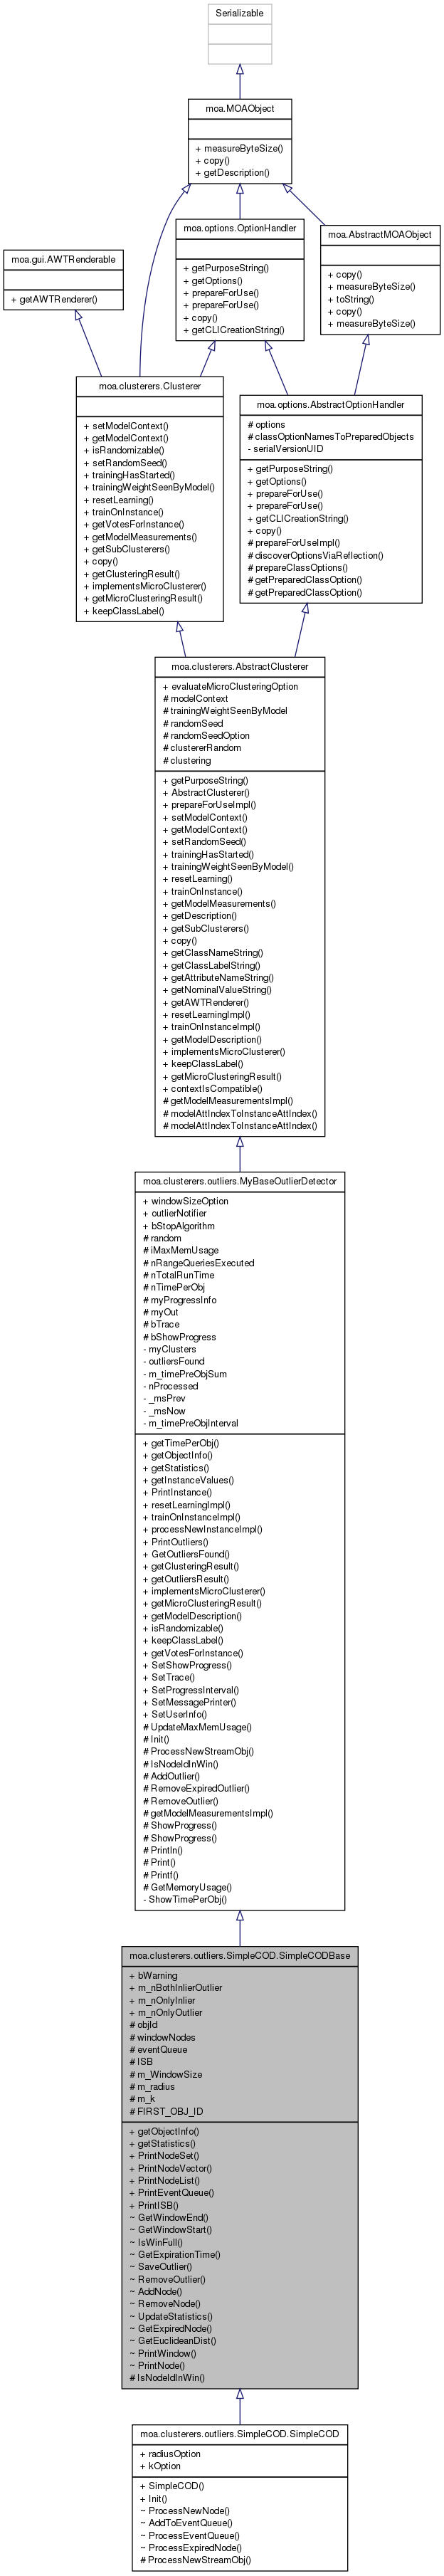 Serializable
moa.MOAObject
+ measureByteSize()
+ copy()
+ getDescription()
moa.options.OptionHandler
+ getPurposeString()
+ getOptions()
+ prepareForUse()
+ prepareForUse()
+ copy()
+ getCLICreationString()
moa.AbstractMOAObject
+ copy()
+ measureByteSize()
+ toString()
+ copy()
+ measureByteSize()
moa.gui.AWTRenderable
+ getAWTRenderer()
moa.clusterers.Clusterer
+ setModelContext()
+ getModelContext()
+ isRandomizable()
+ setRandomSeed()
+ trainingHasStarted()
+ trainingWeightSeenByModel()
+ resetLearning()
+ trainOnInstance()
+ getVotesForInstance()
+ getModelMeasurements()
+ getSubClusterers()
+ copy()
+ getClusteringResult()
+ implementsMicroClusterer()
+ getMicroClusteringResult()
+ keepClassLabel()
moa.options.AbstractOptionHandler
# options
# classOptionNamesToPreparedObjects
- serialVersionUID
+ getPurposeString()
+ getOptions()
+ prepareForUse()
+ prepareForUse()
+ getCLICreationString()
+ copy()
# prepareForUseImpl()
# discoverOptionsViaReflection()
# prepareClassOptions()
# getPreparedClassOption()
# getPreparedClassOption()
moa.clusterers.AbstractClusterer
+ evaluateMicroClusteringOption
# modelContext
# trainingWeightSeenByModel
# randomSeed
# randomSeedOption
# clustererRandom
# clustering
+ getPurposeString()
+ AbstractClusterer()
+ prepareForUseImpl()
+ setModelContext()
+ getModelContext()
+ setRandomSeed()
+ trainingHasStarted()
+ trainingWeightSeenByModel()
+ resetLearning()
+ trainOnInstance()
+ getModelMeasurements()
+ getDescription()
+ getSubClusterers()
+ copy()
+ getClassNameString()
+ getClassLabelString()
+ getAttributeNameString()
+ getNominalValueString()
+ getAWTRenderer()
+ resetLearningImpl()
+ trainOnInstanceImpl()
+ getModelDescription()
+ implementsMicroClusterer()
+ keepClassLabel()
+ getMicroClusteringResult()
+ contextIsCompatible()
# getModelMeasurementsImpl()
# modelAttIndexToInstanceAttIndex()
# modelAttIndexToInstanceAttIndex()
moa.clusterers.outliers.MyBaseOutlierDetector
+ windowSizeOption
+ outlierNotifier
+ bStopAlgorithm
# random
# iMaxMemUsage
# nRangeQueriesExecuted
# nTotalRunTime
# nTimePerObj
# myProgressInfo
# myOut
# bTrace
# bShowProgress
- myClusters
- outliersFound
- m_timePreObjSum
- nProcessed
- _msPrev
- _msNow
- m_timePreObjInterval
+ getTimePerObj()
+ getObjectInfo()
+ getStatistics()
+ getInstanceValues()
+ PrintInstance()
+ resetLearningImpl()
+ trainOnInstanceImpl()
+ processNewInstanceImpl()
+ PrintOutliers()
+ GetOutliersFound()
+ getClusteringResult()
+ getOutliersResult()
+ implementsMicroClusterer()
+ getMicroClusteringResult()
+ getModelDescription()
+ isRandomizable()
+ keepClassLabel()
+ getVotesForInstance()
+ SetShowProgress()
+ SetTrace()
+ SetProgressInterval()
+ SetMessagePrinter()
+ SetUserInfo()
# UpdateMaxMemUsage()
# Init()
# ProcessNewStreamObj()
# IsNodeIdInWin()
# AddOutlier()
# RemoveExpiredOutlier()
# RemoveOutlier()
# getModelMeasurementsImpl()
# ShowProgress()
# ShowProgress()
# Println()
# Print()
# Printf()
# GetMemoryUsage()
- ShowTimePerObj()
moa.clusterers.outliers.SimpleCOD.SimpleCODBase
+ bWarning
+ m_nBothInlierOutlier
+ m_nOnlyInlier
+ m_nOnlyOutlier
# objId
# windowNodes
# eventQueue
# ISB
# m_WindowSize
# m_radius
# m_k
# FIRST_OBJ_ID
+ getObjectInfo()
+ getStatistics()
+ PrintNodeSet()
+ PrintNodeVector()
+ PrintNodeList()
+ PrintEventQueue()
+ PrintISB()
~ GetWindowEnd()
~ GetWindowStart()
~ IsWinFull()
~ GetExpirationTime()
~ SaveOutlier()
~ RemoveOutlier()
~ AddNode()
~ RemoveNode()
~ UpdateStatistics()
~ GetExpiredNode()
~ GetEuclideanDist()
~ PrintWindow()
~ PrintNode()
# IsNodeIdInWin()
moa.clusterers.outliers.SimpleCOD.SimpleCOD
+ radiusOption
+ kOption
+ SimpleCOD()
+ Init()
~ ProcessNewNode()
~ AddToEventQueue()
~ ProcessEventQueue()
~ ProcessExpiredNode()
# ProcessNewStreamObj()